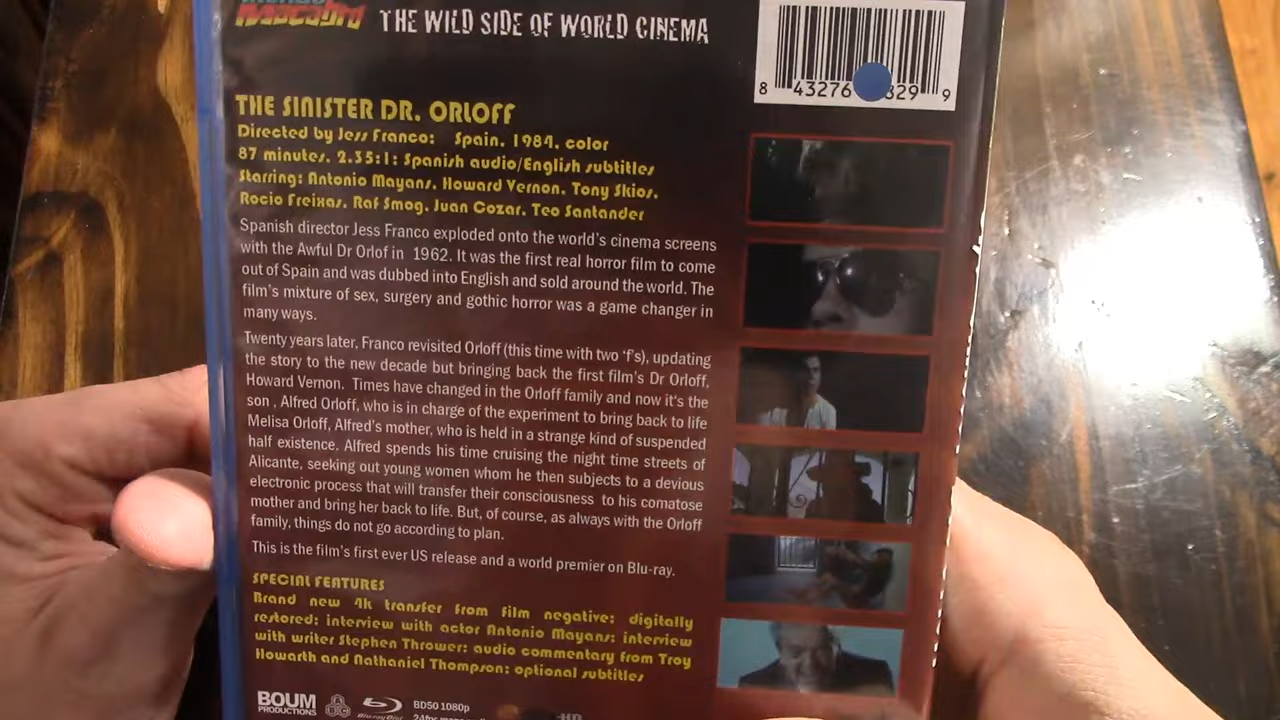 THE WILD SIDE OF WORLD CINEMA
8 43276 829 9
THE SINISTER DR. ORLOFF
Directed by Jess Franco: Spain. 1984. color
87 minutes. 2.35:1: Spanish audio/English subtitles
Starring: Antonio Mayans. Howard Vernon. Tony Skios.
Rocio Freixas. Raf Smog. Juan Cozar. Teo Santander
Spanish director Jess Franco exploded onto the world's cinema screens
with the Awful Dr Orlof in 1962. It was the first real horror film to come
out of Spain and was dubbed into English and sold around the world. The
film's mixture of sex, surgery and gothic horror was a game changer in
many ways.
Twenty years later, Franco revisited Orloff (this time with two 'f's), updating
the story to the new decade but bringing back the first film's Dr Orloff,
Howard Vernon. Times have changed in the Orloff family and now it's the
son , Alfred Orloff, who is in charge of the experiment to bring back to life
Melisa Orloff, Alfred's mother, who is held in a strange kind of suspended
half existence. Alfred spends his time cruising the night time streets of
Alicante, seeking out young women whom he then subjects to a devious
electronic process that will transfer their consciousness to his comatose
mother and bring her back to life. But, of course, as always with the Orloff
family, things do not go according to plan.
This is the film's first ever US release and a world premier on Blu-ray.
SPECIAL FEATURES
Brand new 4k transfer from film negative: digitally
restored: interview with actor Antonio Mayans: interview
with writer Stephen Thrower: audio commentary from Troy
Howarth and Nathaniel Thompson: optional subtitles
BOUM
PRODUCTIONS
Blu-ray Disc
BD50 1080p